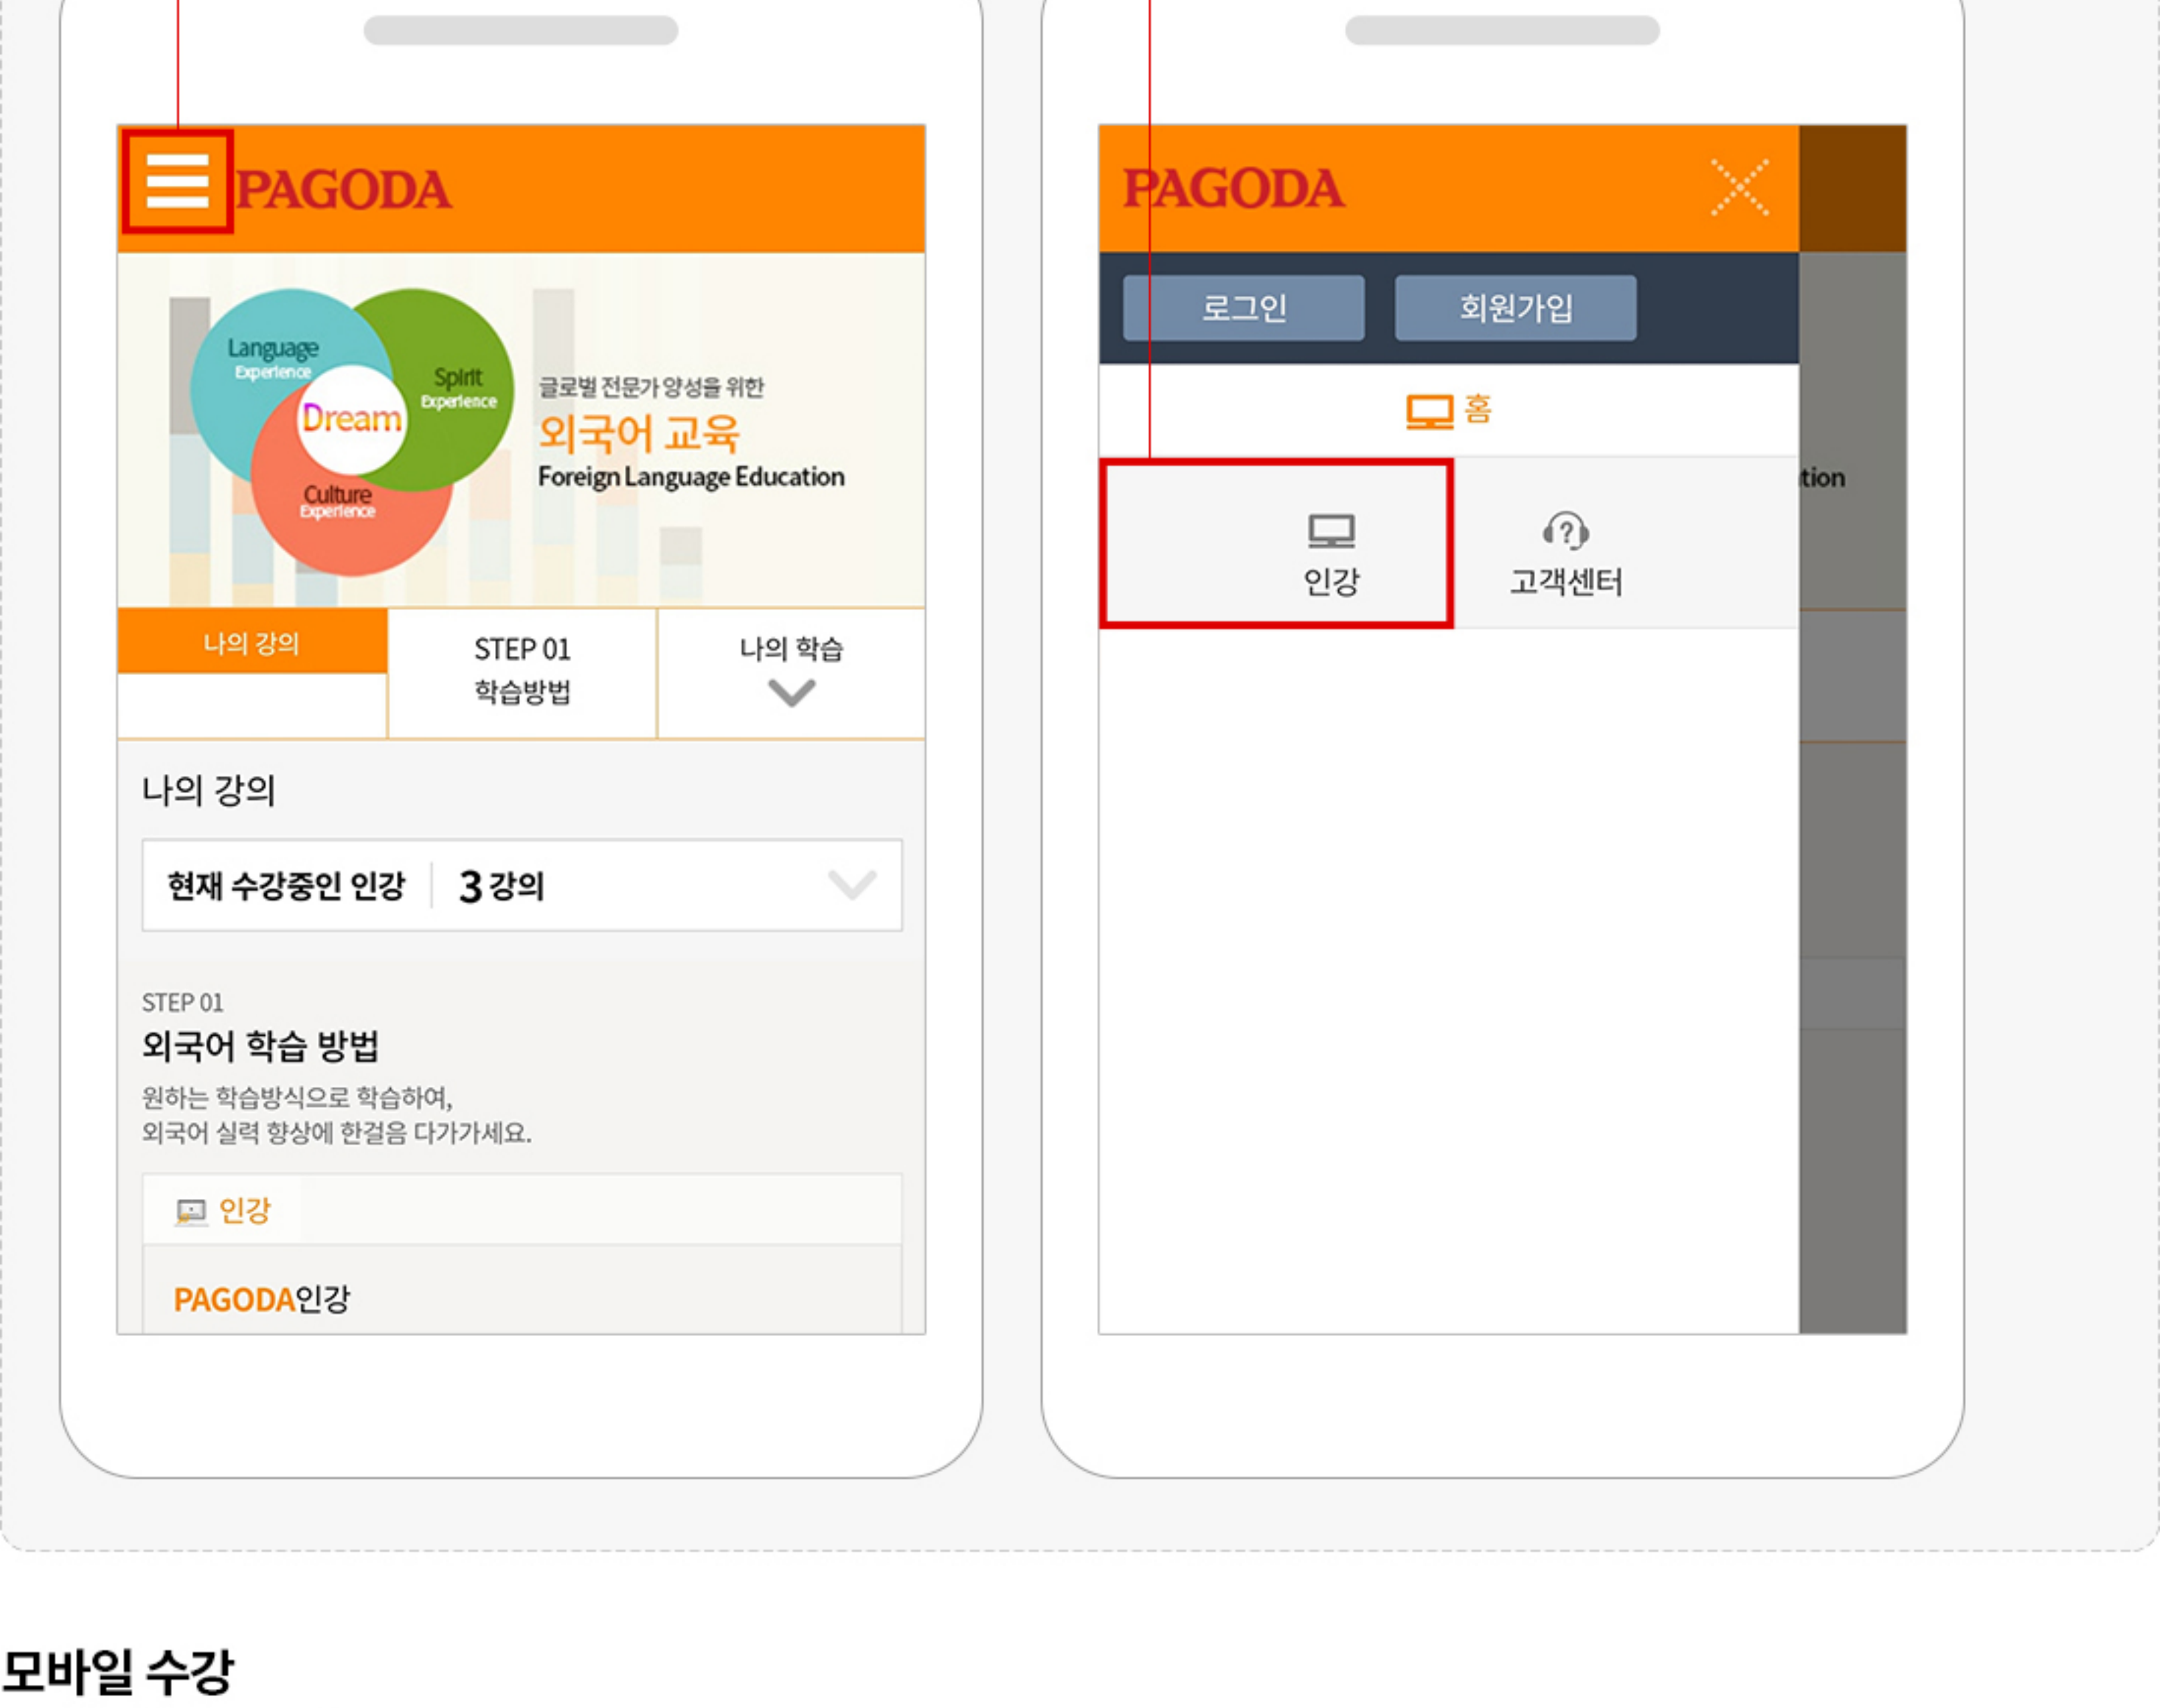 PAGODA
Language
Experience
Spirit
Experience
Dream
Culture
Experience
글로벌 전문가 양성을 위한
외국어 교육
Foreign Language Education
나의 강의
STEP 01
학습방법
나의 학습
나의 강의
현재 수강중인 인강 3 강의
STEP 01
외국어 학습 방법
원하는 학습방식으로 학습하여,
외국어 실력 향상에 한걸음 다가가세요.
인강
PAGODA인강
PAGODA
로그인 회원가입
홈
인강
고객센터
tion
모바일 수강